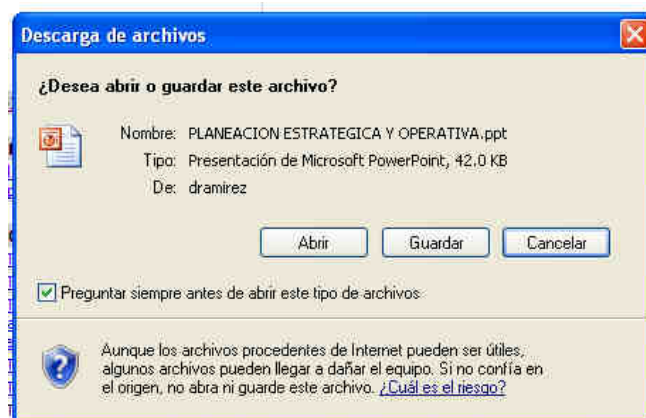 Descarga de archivos
¿Desea abrir o guardar este archivo?
Nombre: PLANEACION ESTRATEGICA Y OPERATIVA.ppt
Tipo: Presentación de Microsoft PowerPoint, 42.0 KB
De: dramirez
Abrir Guardar Cancelar
Preguntar siempre antes de abrir este tipo de archivos
Aunque los archivos procedentes de Internet pueden ser útiles,
algunos archivos pueden llegar a dañar el equipo. Si no confía en
el origen, no abra ni guarde este archivo. ¿Cuál es el riesgo?